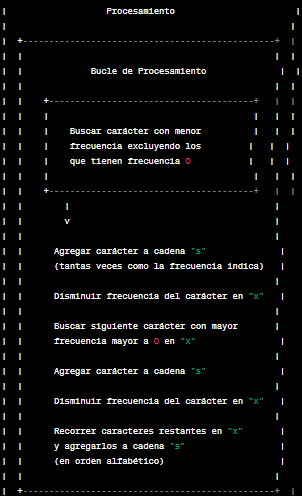 Procesamiento
Bucle de Procesamiento
Buscar carácter con menor
frecuencia excluyendo los
que tienen frecuencia 0
v
Agregar carácter a cadena "s"
(tantas veces como la frecuencia indica)
Disminuir frecuencia del carácter en "x"
Buscar siguiente carácter con mayor
frecuencia mayor a 0 en "x"
Agregar carácter a cadena "s"
Disminuir frecuencia del carácter en "x"
Recorrer caracteres restantes en "x"
y agregarlos a cadena "s"
(en orden alfabético)